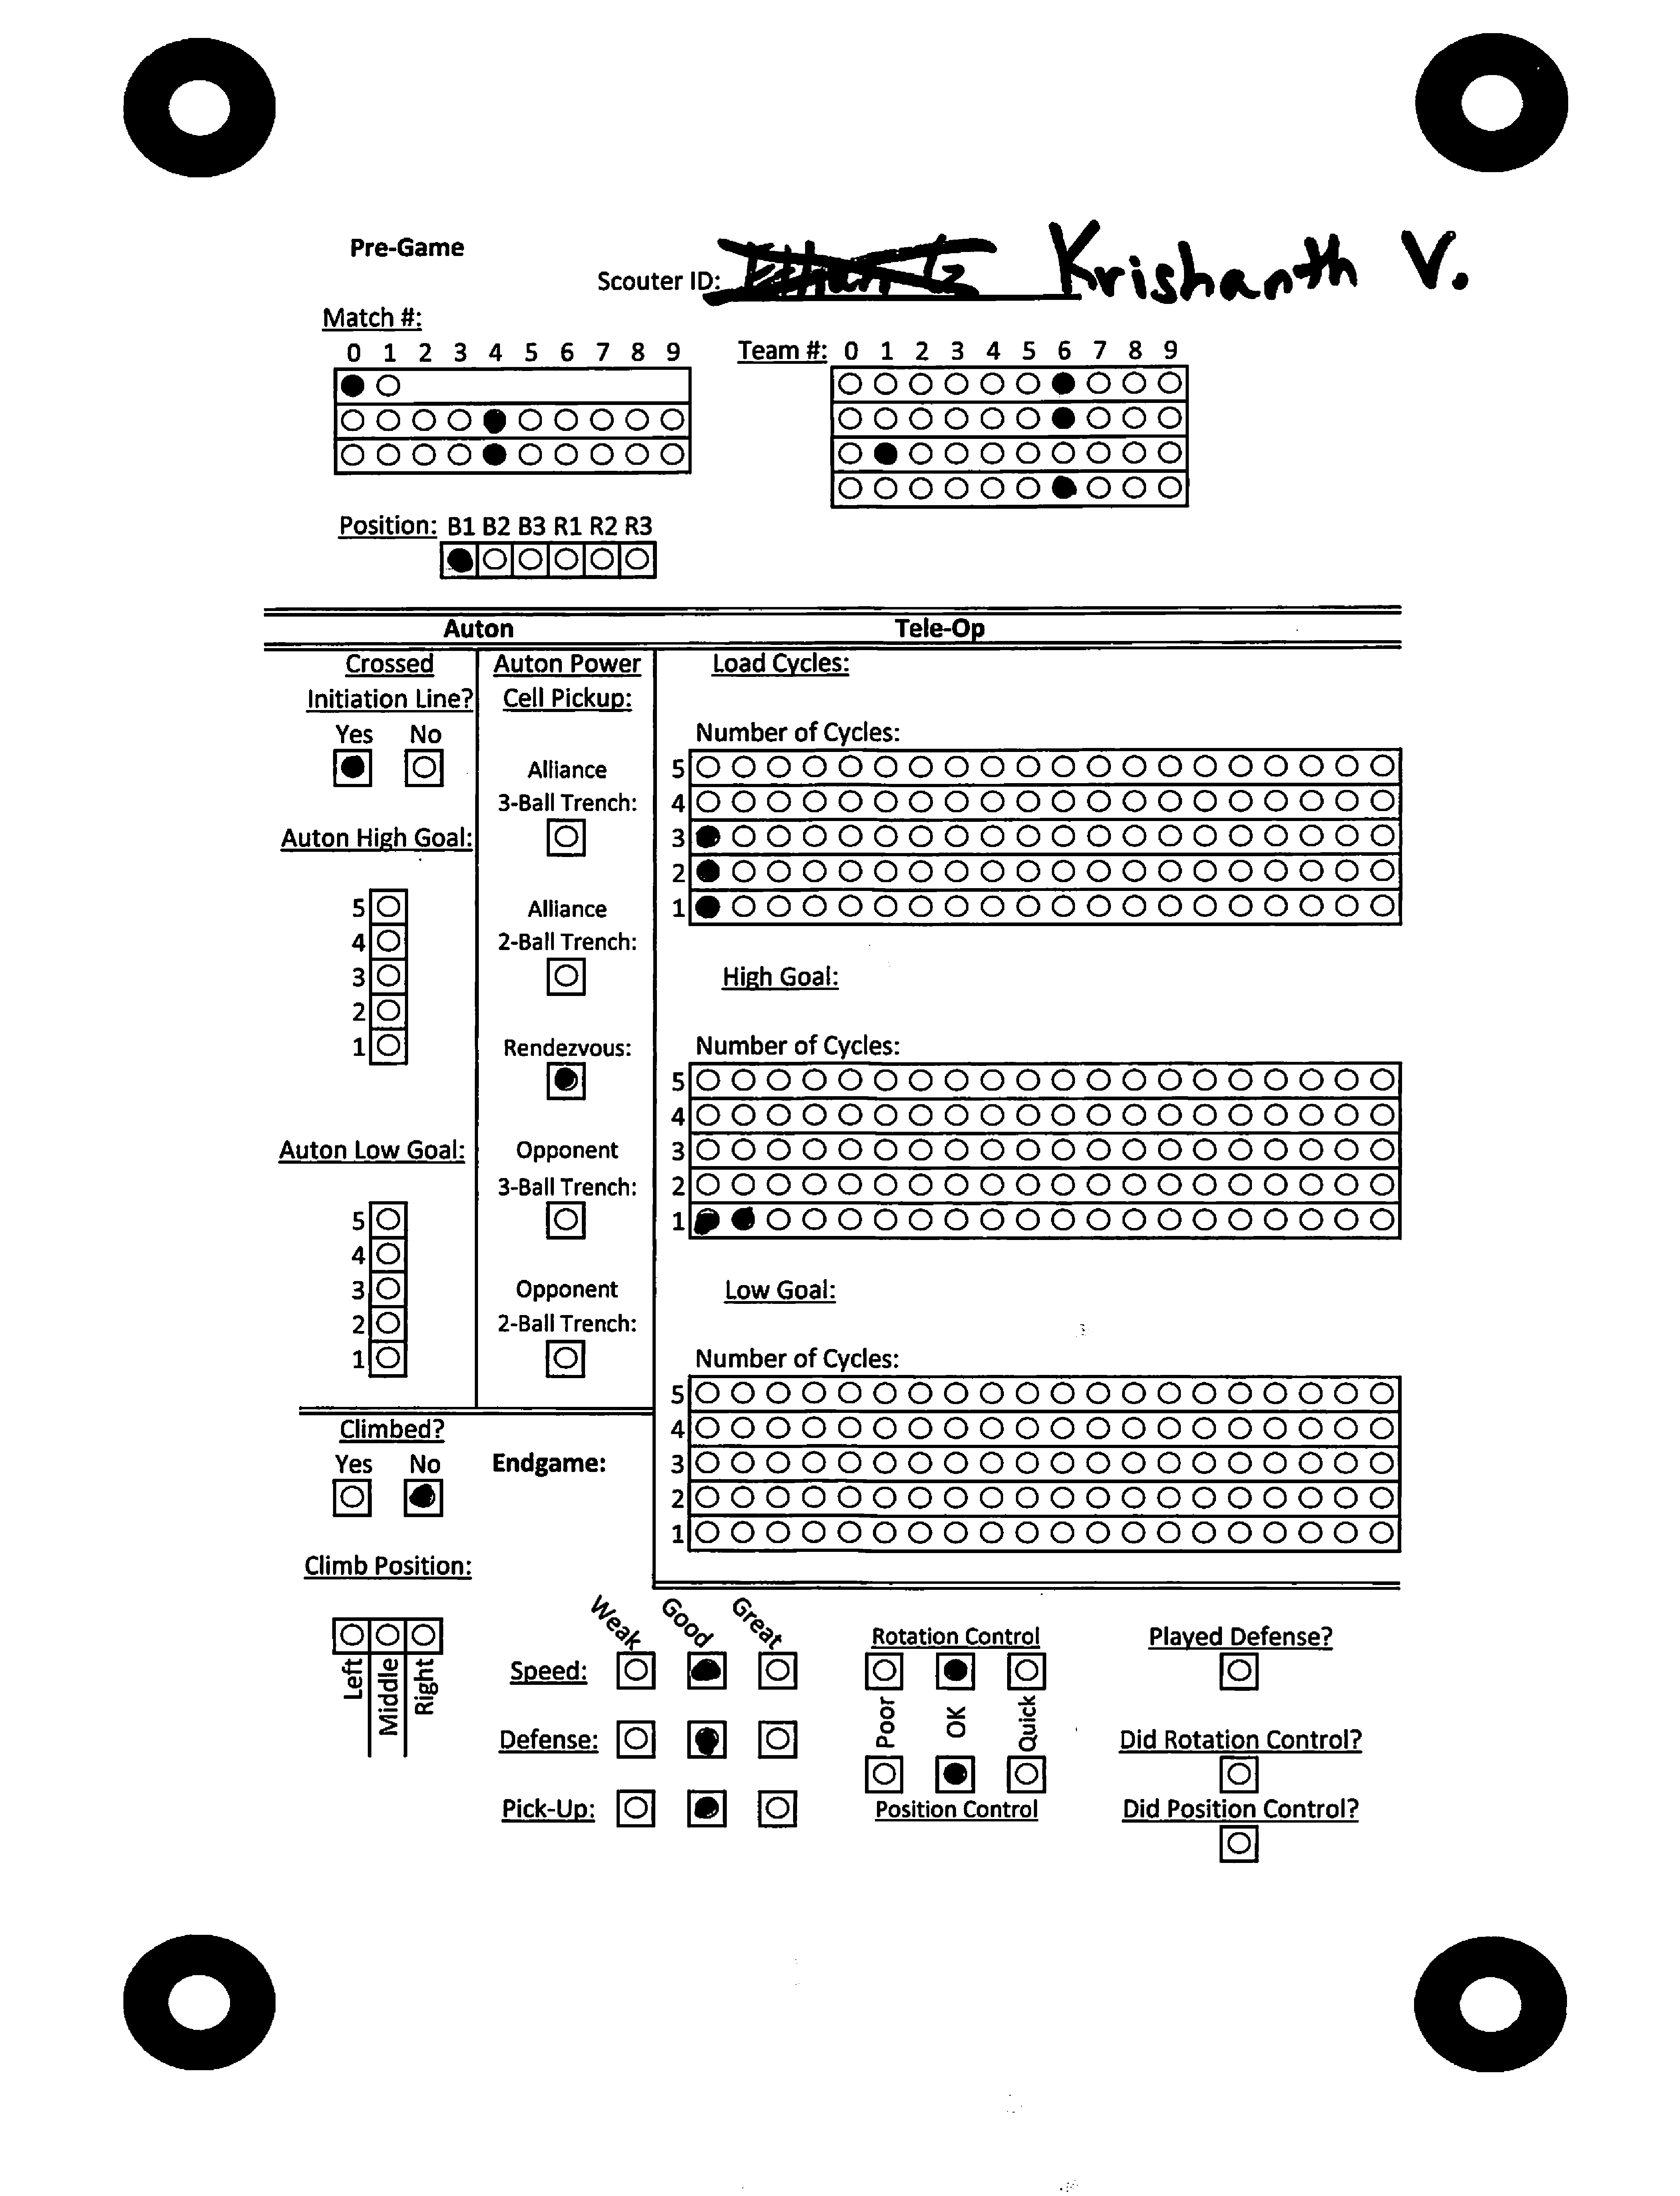 Pre-Game
Scouter ID: Krishanth V.
Match #:
0 1 2 3 4 5 6 7 8 9
Team #: 0 1 2 3 4 5 6 7 8 9
Position: B1 B2 B3 R1 R2 R3
Auton
Tele-Op
Crossed
Initiation Line?
Yes No
Auton High Goal:
5
4
3
2
1
Auton Low Goal:
5
4
3
2
1
Auton Power
Cell Pickup:
Alliance
3-Ball Trench:
Alliance
2-Ball Trench:
Rendezvous:
Opponent
3-Ball Trench:
Opponent
2-Ball Trench:
Load Cycles:
Number of Cycles:
5
4
3
2
1
High Goal:
Number of Cycles:
5
4
3
2
1
Low Goal:
Number of Cycles:
5
4
3
2
1
Climbed?
Yes No
Endgame:
Climb Position:
Left
Middle
Right
Weak Good Great
Speed:
Defense:
Pick-Up:
Rotation Control
Poor OK Quick
Position Control
Played Defense?
Did Rotation Control?
Did Position Control?